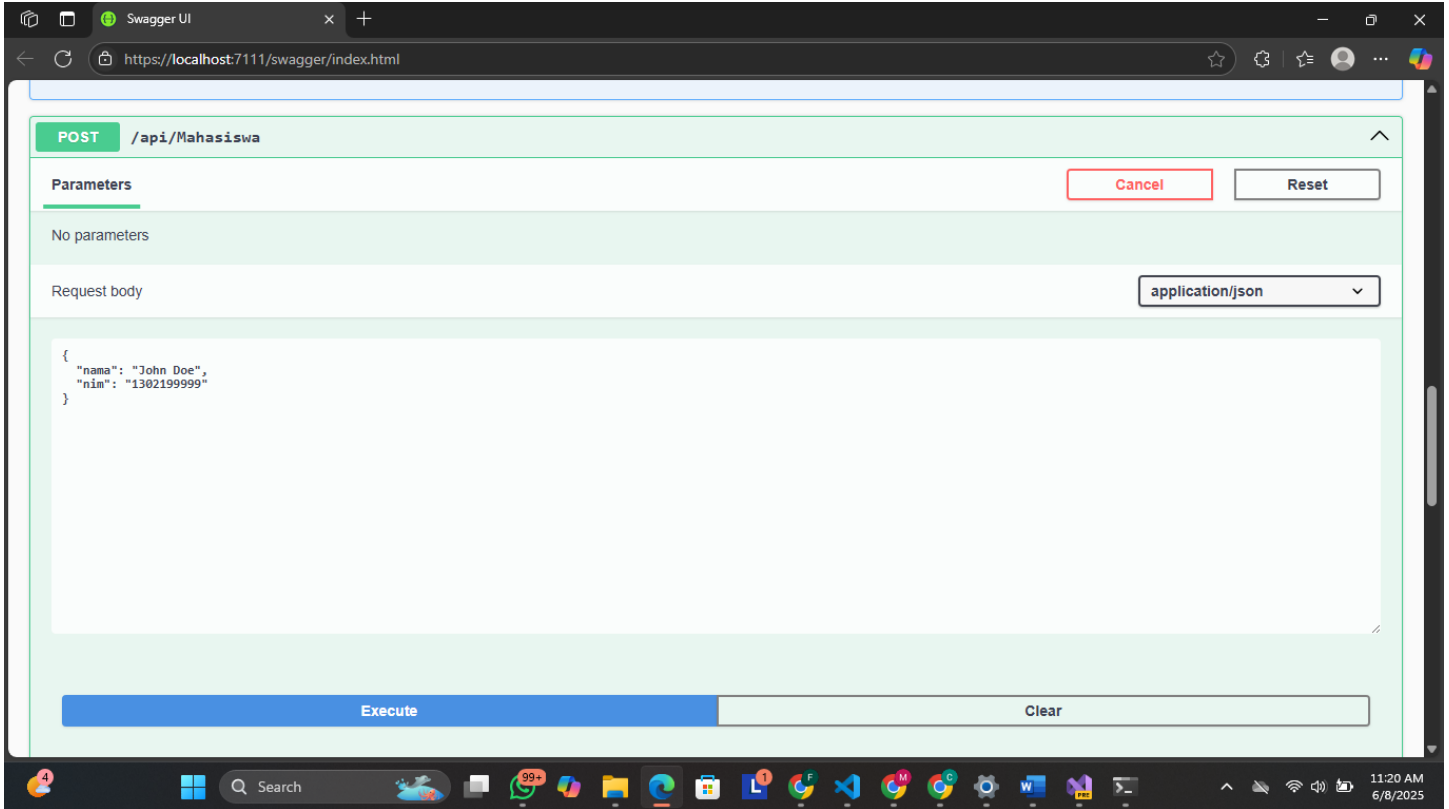 Swagger UI
https://localhost:7111/swagger/index.html
POST /api/Mahasiswa
Parameters
Cancel
Reset
No parameters
Request body
application/json
{
"nama": "John Doe",
"nim": "1302199999"
}
Execute
Clear
4
Search
99+
L
1
F
M
C
W
PRE
11:20 AM
6/8/2025